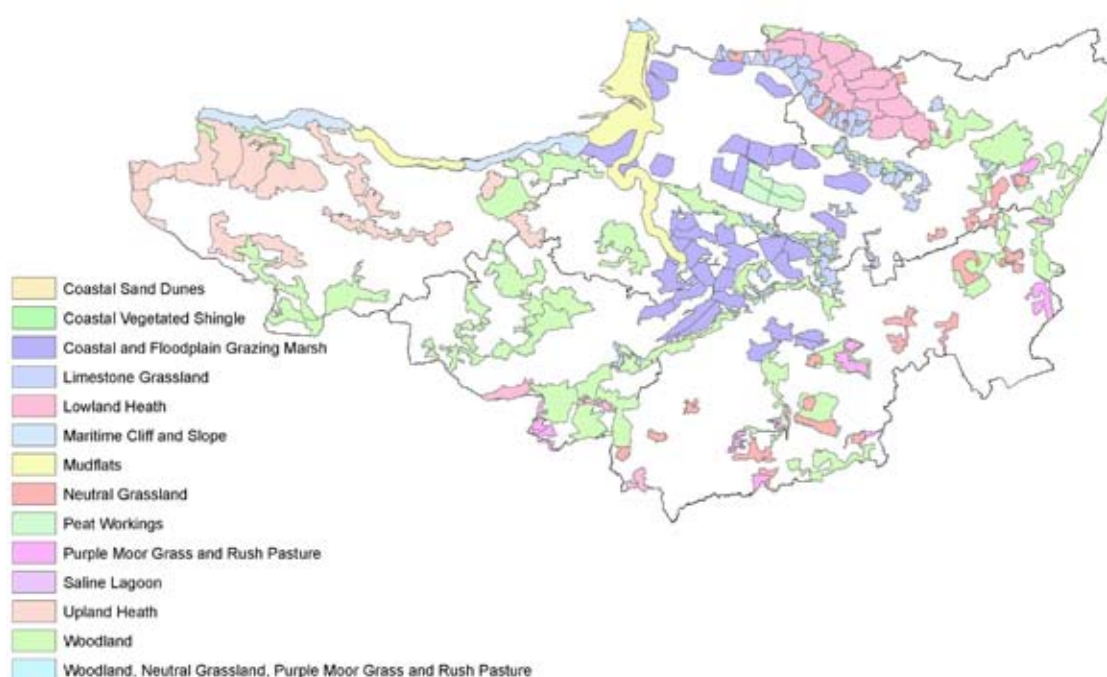 Coastal Sand Dunes
Coastal Vegetated Shingle
Coastal and Floodplain Grazing Marsh
Limestone Grassland
Lowland Heath
Maritime Cliff and Slope
Mudflats
Neutral Grassland
Peat Workings
Purple Moor Grass and Rush Pasture
Saline Lagoon
Upland Heath
Woodland
Woodland, Neutral Grassland, Purple Moor Grass and Rush Pasture